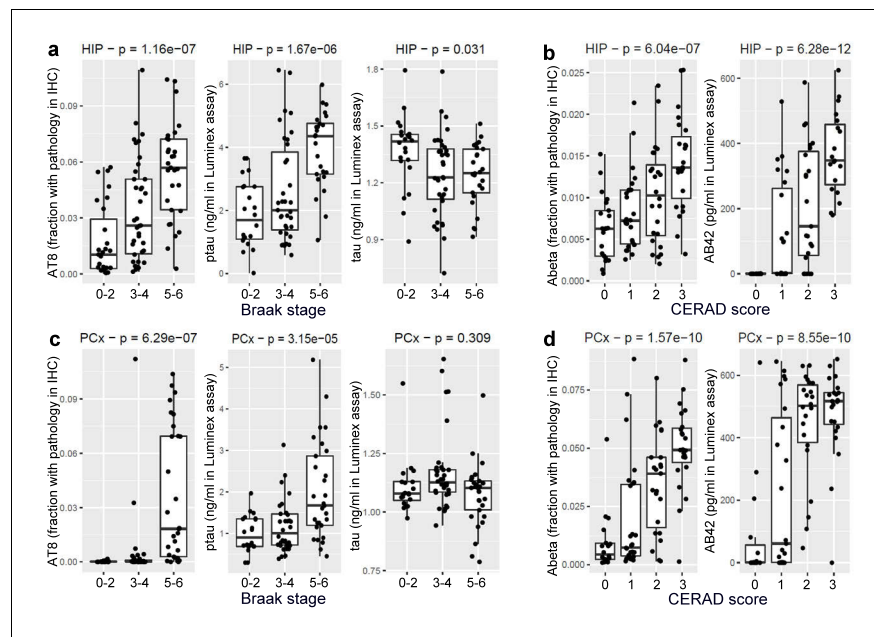 a
HIP − p = 1.16e−07
HIP − p = 1.67e−06
HIP − p = 0.031
b
HIP − p = 6.04e−07
HIP − p = 6.28e−12
AT8 (fraction with pathology in IHC)
0.09
0.06
0.03
0.00
ptau (ng/ml in Luminex assay)
6
4
2
0
tau (ng/ml in Luminex assay)
2.1
1.8
1.5
1.2
0.9
Abeta (fraction with pathology in IHC)
0.025
0.020
0.015
0.010
0.005
0.000
AB42 (pg/ml in Luminex assay)
600
400
200
0
0-2 3-4 5-6
0-2 3-4 5-6
0-2 3-4 5-6
0 1 2 3
0 1 2 3
Braak stage
CERAD score
c
PCx − p = 6.29e−07
PCx − p = 3.15e−05
PCx − p = 0.309
d
PCx − p = 1.57e−10
PCx − p = 8.55e−10
AT8 (fraction with pathology in IHC)
0.100
0.075
0.050
0.025
0.000
ptau (ng/ml in Luminex assay)
5
4
3
2
1
tau (ng/ml in Luminex assay)
1.50
1.25
1.00
0.75
Abeta (fraction with pathology in IHC)
0.075
0.050
0.025
0.000
AB42 (pg/ml in Luminex assay)
600
400
200
0
0-2 3-4 5-6
0-2 3-4 5-6
0-2 3-4 5-6
0 1 2 3
0 1 2 3
Braak stage
CERAD score